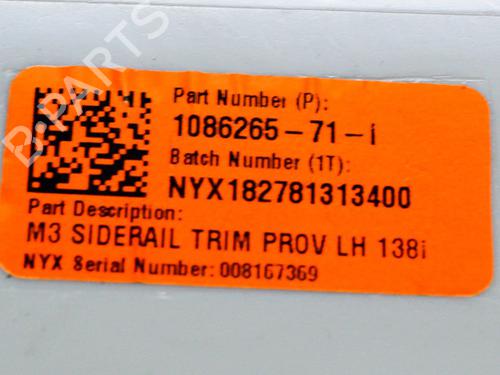 B-PARTS
Part Number (P):
1086265-71-i
Batch Number (1T):
NYX182781313400
Part Description:
M3 SIDERAIL TRIM PROV LH 138i
NYX Serial Number: 008167369